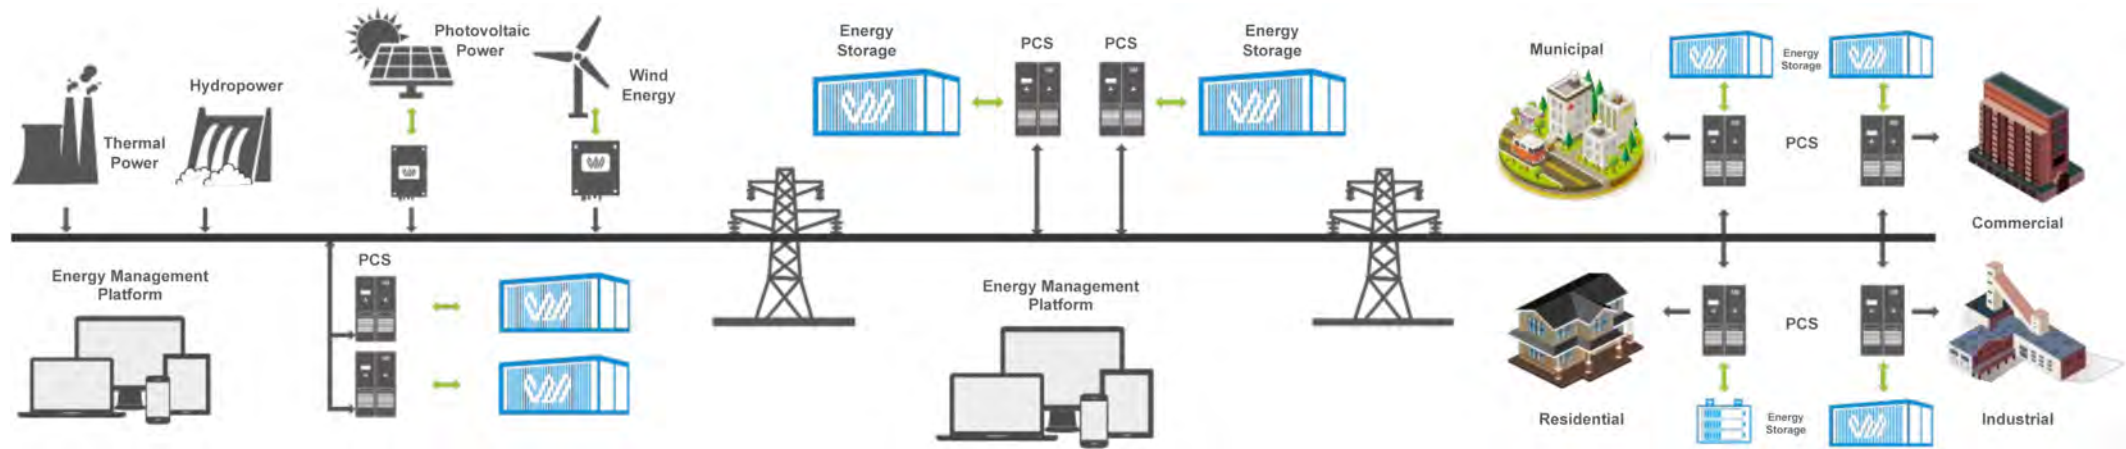 Thermal
Power
Hydropower
Photovoltaic
Power
Wind
Energy
Energy Management
Platform
PCS
Energy
Storage
PCS
PCS
Energy
Storage
Energy Management
Platform
Municipal
Energy
Storage
PCS
Commercial
Residential
PCS
Energy
Storage
Industrial